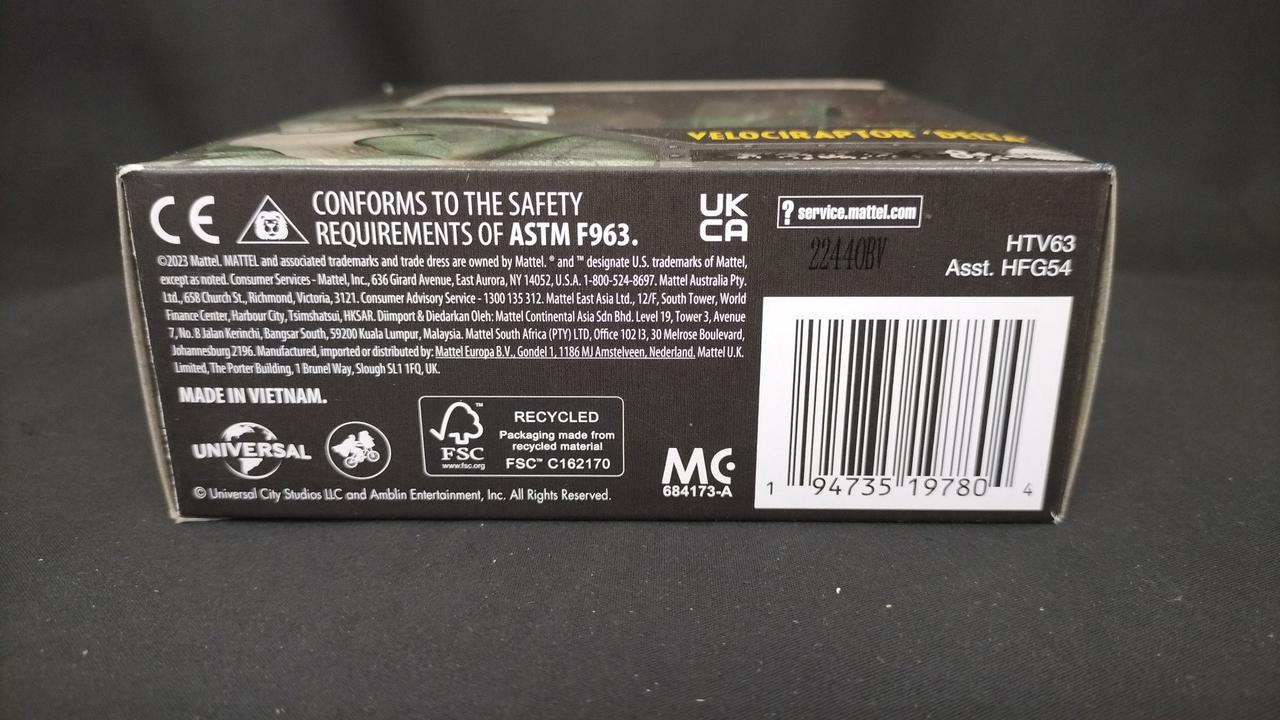 VELOCIRAPTOR 'DELTA'
CE
CONFORMS TO THE SAFETY
REQUIREMENTS OF ASTM F963.
UK
CA
? service.mattel.com
22440BV
HTV63
Asst. HFG54
©2023 Mattel. MATTEL and associated trademarks and trade dress are owned by Mattel. ® and ™ designate U.S. trademarks of Mattel,
except as noted. Consumer Services - Mattel, Inc., 636 Girard Avenue, East Aurora, NY 14052, U.S.A. 1-800-524-8697. Mattel Australia Pty.
Ltd., 658 Church St., Richmond, Victoria, 3121. Consumer Advisory Service - 1300 135 312. Mattel East Asia Ltd., 12/F, South Tower, World
Finance Center, Harbour City, Tsimshatsui, HKSAR. Diimport & Diedarkan Oleh: Mattel Continental Asia Sdn Bhd. Level 19, Tower 3, Avenue
7, No. 8 Jalan Kerinchi, Bangsar South, 59200 Kuala Lumpur, Malaysia. Mattel South Africa (PTY) LTD, Office 102 I3, 30 Melrose Boulevard,
Johannesburg 2196. Manufactured, imported or distributed by: Mattel Europa B.V., Gondel 1, 1186 MJ Amstelveen, Nederland. Mattel U.K.
Limited, The Porter Building, 1 Brunel Way, Slough SL1 1FQ, UK.
MADE IN VIETNAM.
UNIVERSAL
FSC™
www.fsc.org
RECYCLED
Packaging made from
recycled material
FSC™ C162170
MC
684173-A
© Universal City Studios LLC and Amblin Entertainment, Inc. All Rights Reserved.
1 94735 19780 4